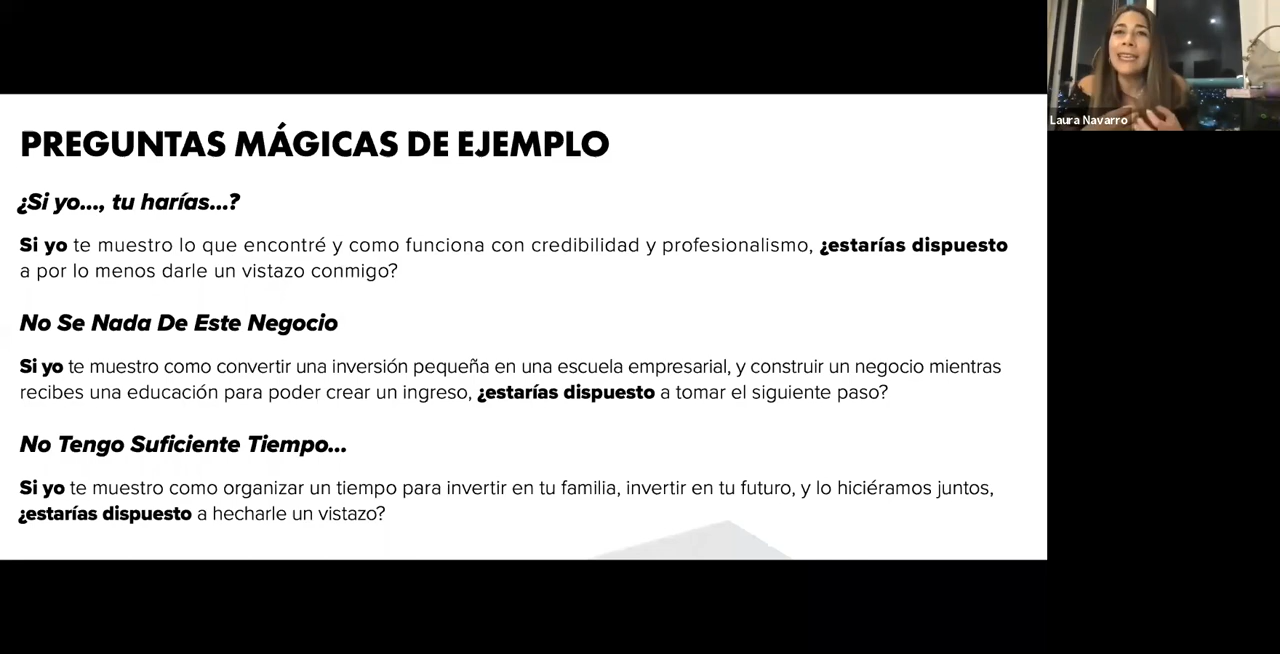 PREGUNTAS MÁGICAS DE EJEMPLO
¿Si yo..., tu harías...?
Si yo te muestro lo que encontré y como funciona con credibilidad y profesionalismo, ¿estarías dispuesto
a por lo menos darle un vistazo conmigo?
No Se Nada De Este Negocio
Si yo te muestro como convertir una inversión pequeña en una escuela empresarial, y construir un negocio mientras
recibes una educación para poder crear un ingreso, ¿estarías dispuesto a tomar el siguiente paso?
No Tengo Suficiente Tiempo...
Si yo te muestro como organizar un tiempo para invertir en tu familia, invertir en tu futuro, y lo hiciéramos juntos,
¿estarías dispuesto a hecharle un vistazo?
Laura Navarro